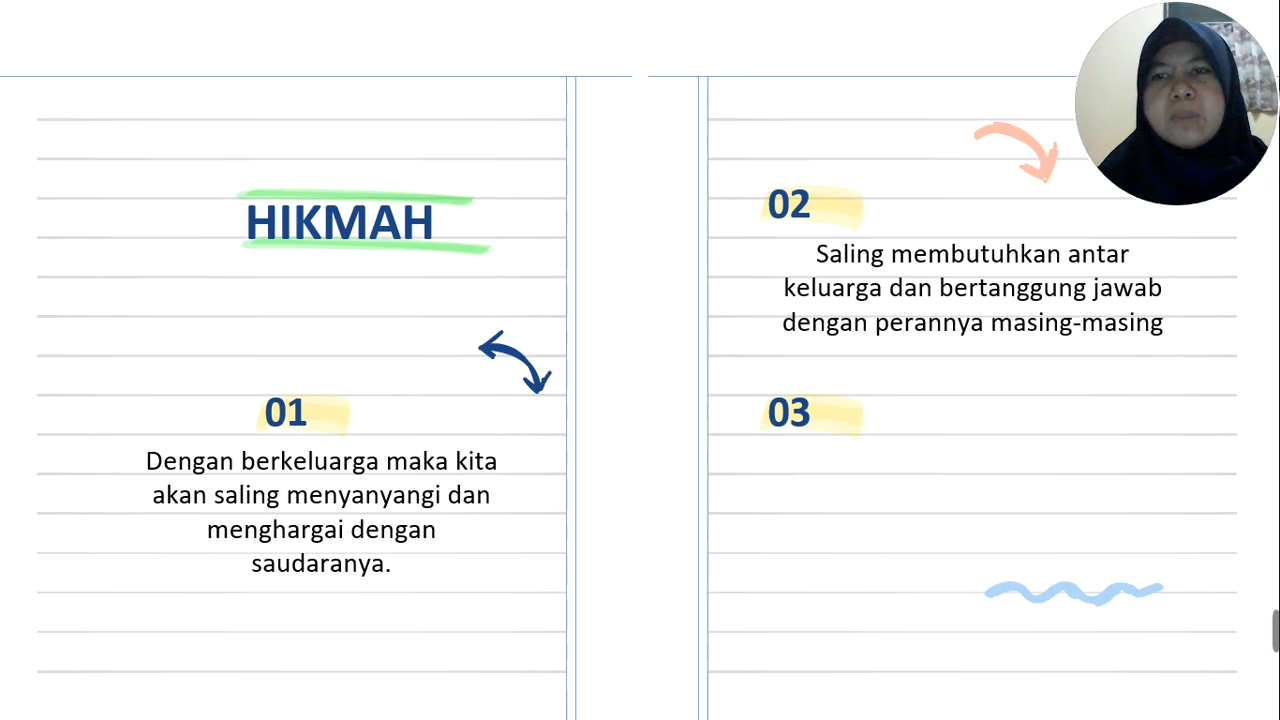 HIKMAH
01
Dengan berkeluarga maka kita
akan saling menyanyangi dan
menghargai dengan
saudaranya.
02
Saling membutuhkan antar
keluarga dan bertanggung jawab
dengan perannya masing-masing
03